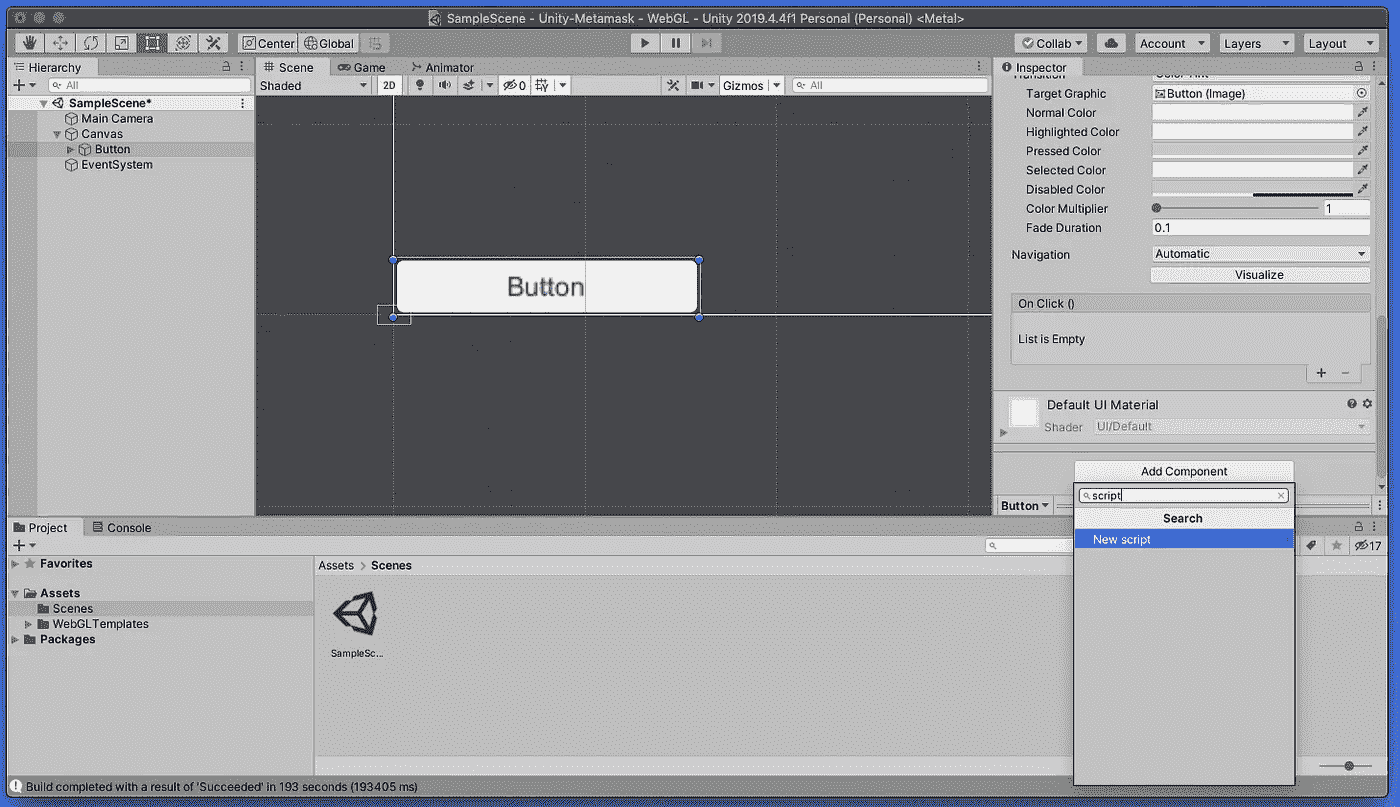 SampleScene - Unity-Metamask - WebGL - Unity 2019.4.4f1 Personal (Personal) <Metal>
Center Global Collab Account Layers Layout
Hierarchy
All
SampleScene*
Main Camera
Canvas
Button
EventSystem
Scene Game Animator
Shaded 2D 0 Gizmos All
Button
Inspector
Target Graphic Button (Image)
Normal Color
Highlighted Color
Pressed Color
Selected Color
Disabled Color
Color Multiplier 1
Fade Duration 0.1
Navigation Automatic
Visualize
On Click ()
List is Empty
Default UI Material
Shader UI/Default
Add Component
Button
script
Search
New script
17
Project Console
Favorites
Assets
Scenes
WebGLTemplates
Packages
Assets > Scenes
SampleSc...
Build completed with a result of 'Succeeded' in 193 seconds (193405 ms)